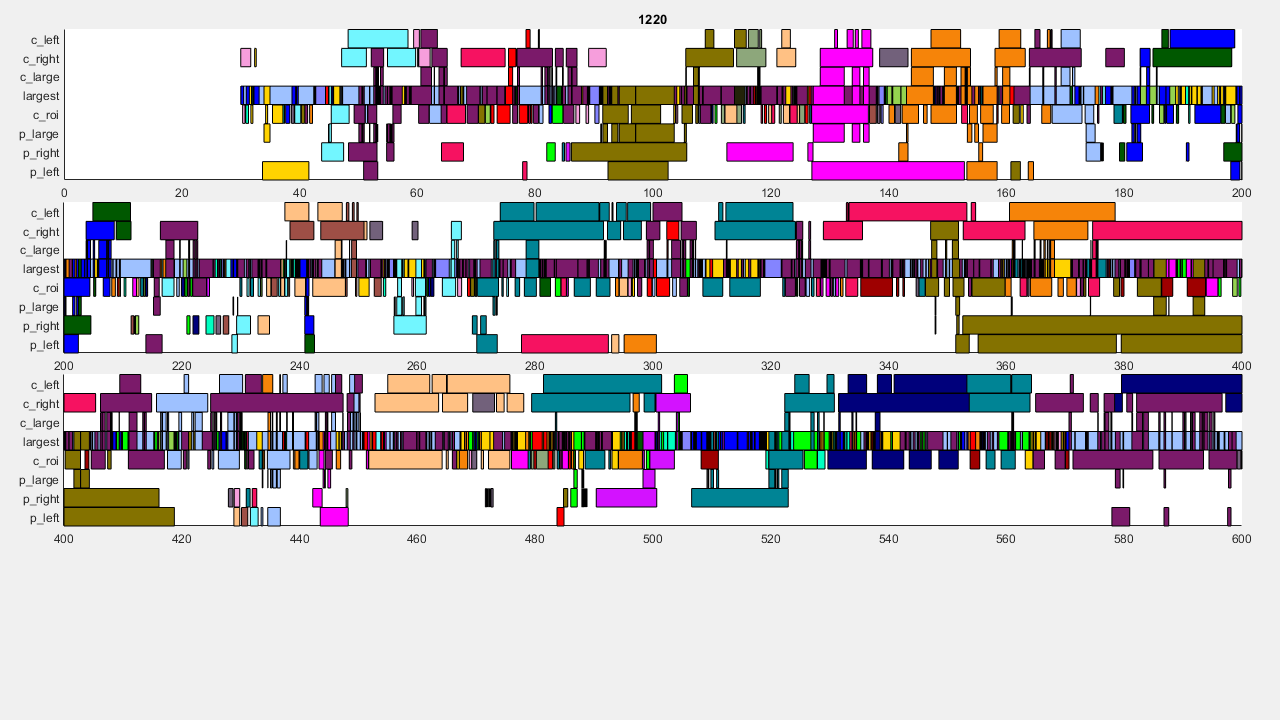 1220
c_left
c_right
c_large
largest
c_roi
p_large
p_right
p_left
0 20 40 60 80 100 120 140 160 180 200
c_left
c_right
c_large
largest
c_roi
p_large
p_right
p_left
200 220 240 260 280 300 320 340 360 380 400
c_left
c_right
c_large
largest
c_roi
p_large
p_right
p_left
400 420 440 460 480 500 520 540 560 580 600